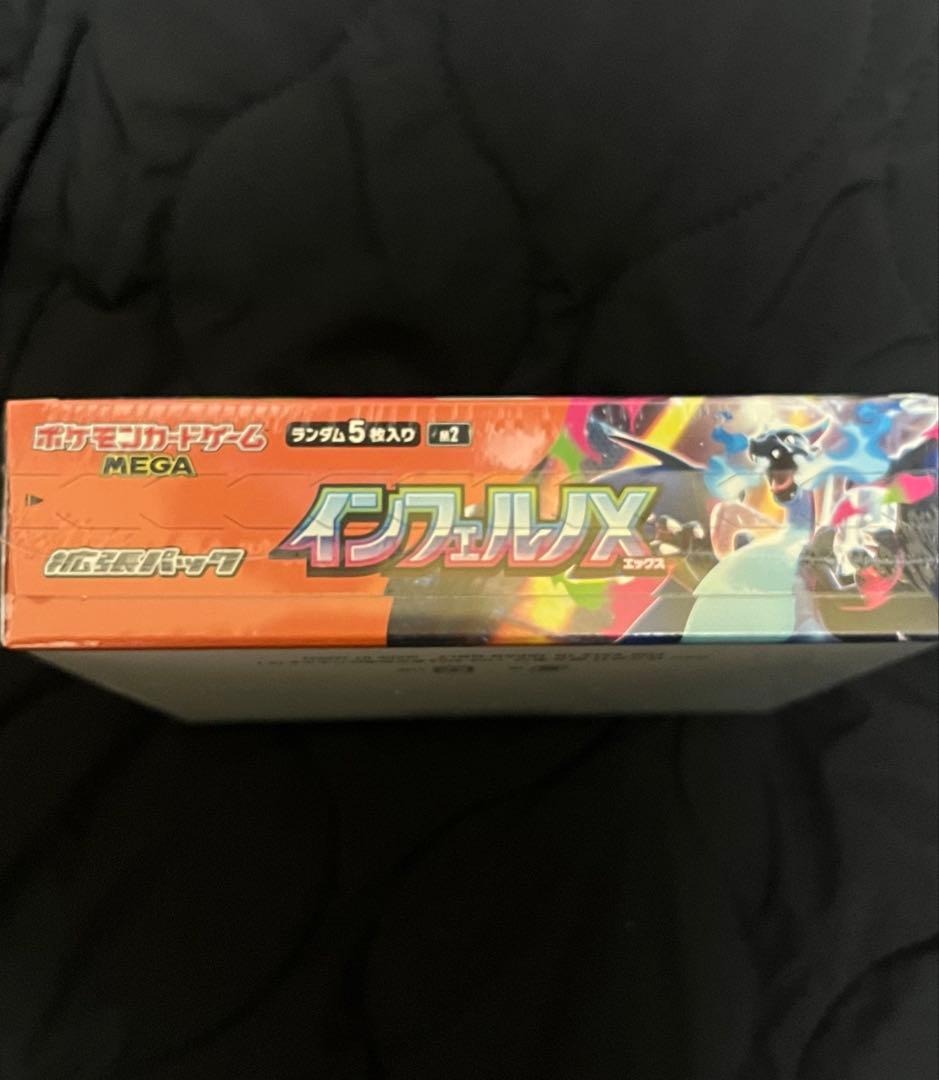 ポケモンカードゲーム
MEGA
ランダム5枚入り
m2
インフェルノX
エックス
拡張パック